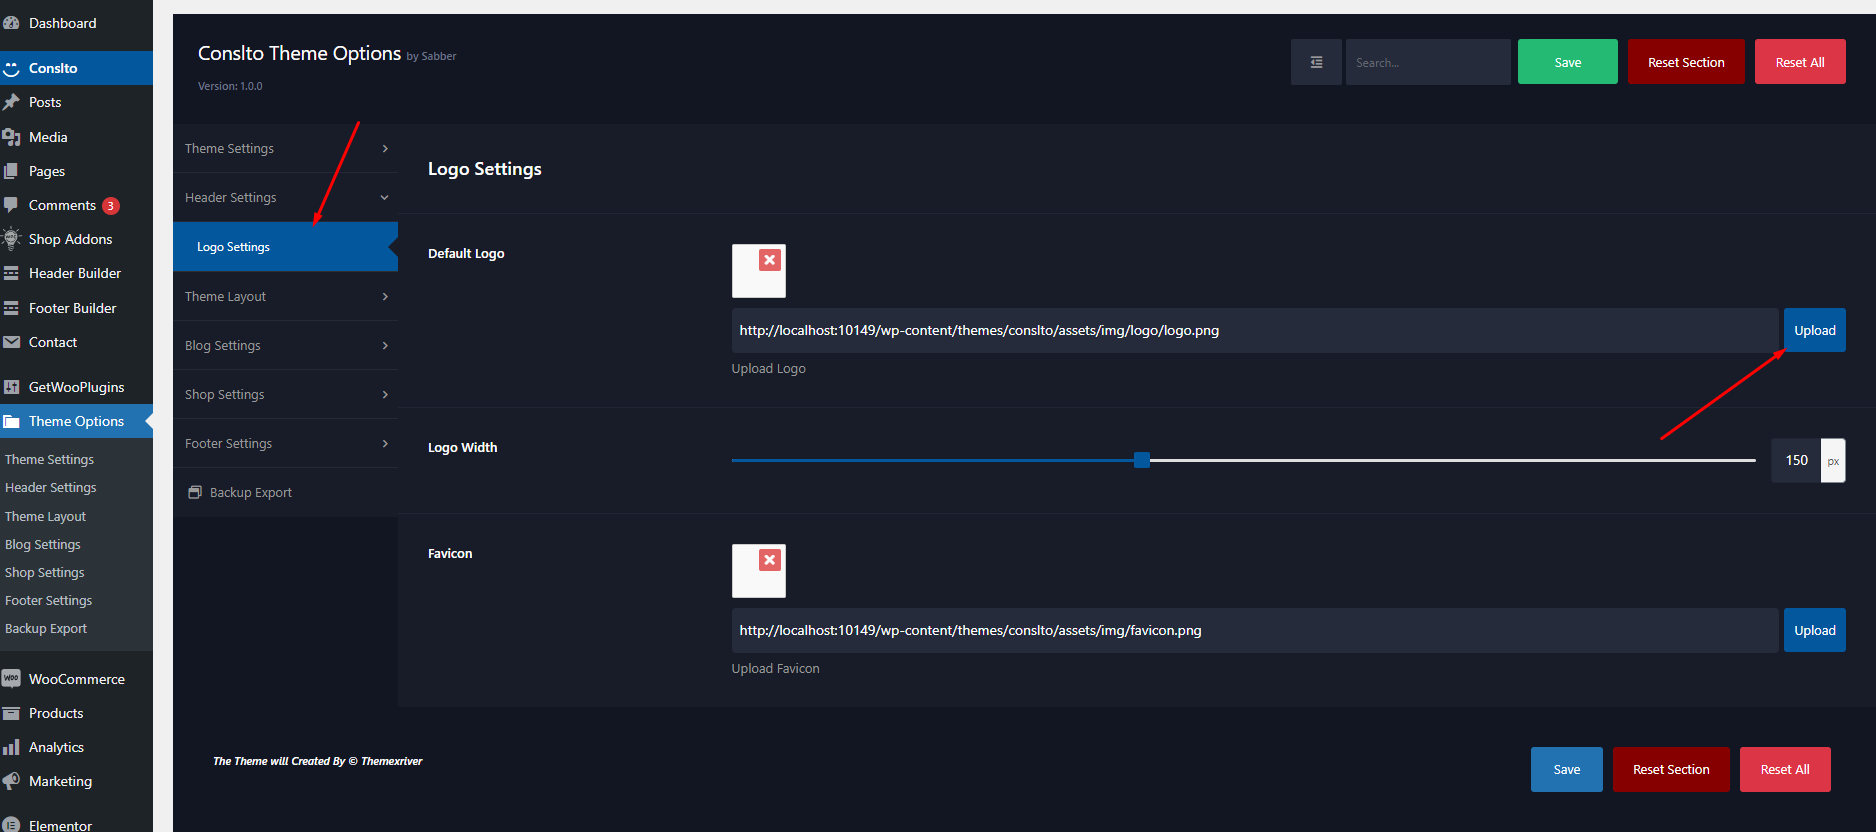 Dashboard
Conslto
Posts
Media
Pages
Comments 3
Shop Addons
Header Builder
Footer Builder
Contact
GetWooPlugins
Theme Options
Theme Settings
Header Settings
Theme Layout
Blog Settings
Shop Settings
Footer Settings
Backup Export
WooCommerce
Products
Analytics
Marketing
Elementor
Conslto Theme Options by Sabber
Version: 1.0.0
Search...
Save
Reset Section
Reset All
Theme Settings
Header Settings
Logo Settings
Theme Layout
Blog Settings
Shop Settings
Footer Settings
Backup Export
Logo Settings
Default Logo
http://localhost:10149/wp-content/themes/conslto/assets/img/logo/logo.png
Upload
Upload Logo
Logo Width
150 px
Favicon
http://localhost:10149/wp-content/themes/conslto/assets/img/favicon.png
Upload
Upload Favicon
The Theme will Created By © Themexriver
Save
Reset Section
Reset All